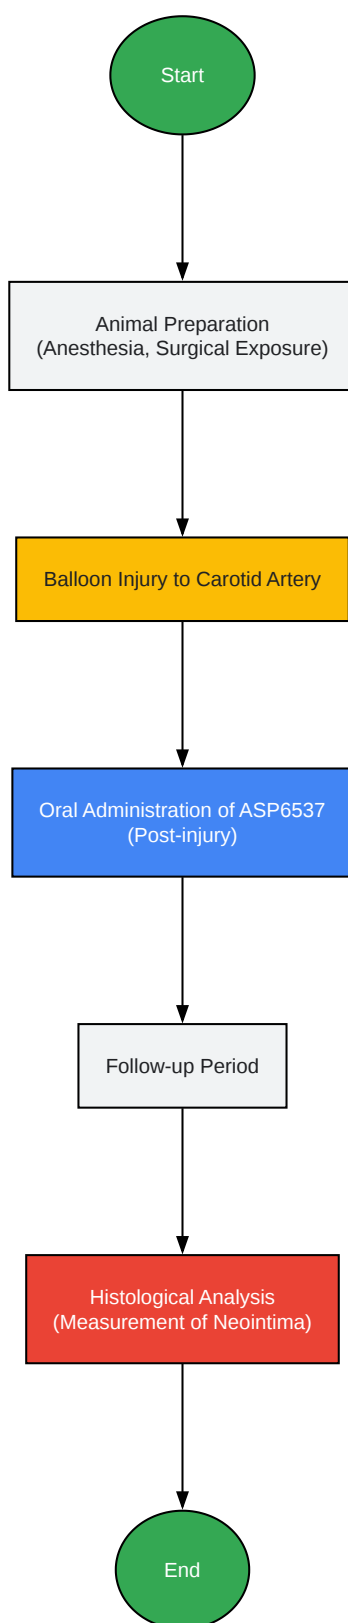 Start
Animal Preparation
(Anesthesia, Surgical Exposure)
Balloon Injury to Carotid Artery
Oral Administration of ASP6537
(Post-injury)
Follow-up Period
Histological Analysis
(Measurement of Neointima)
End